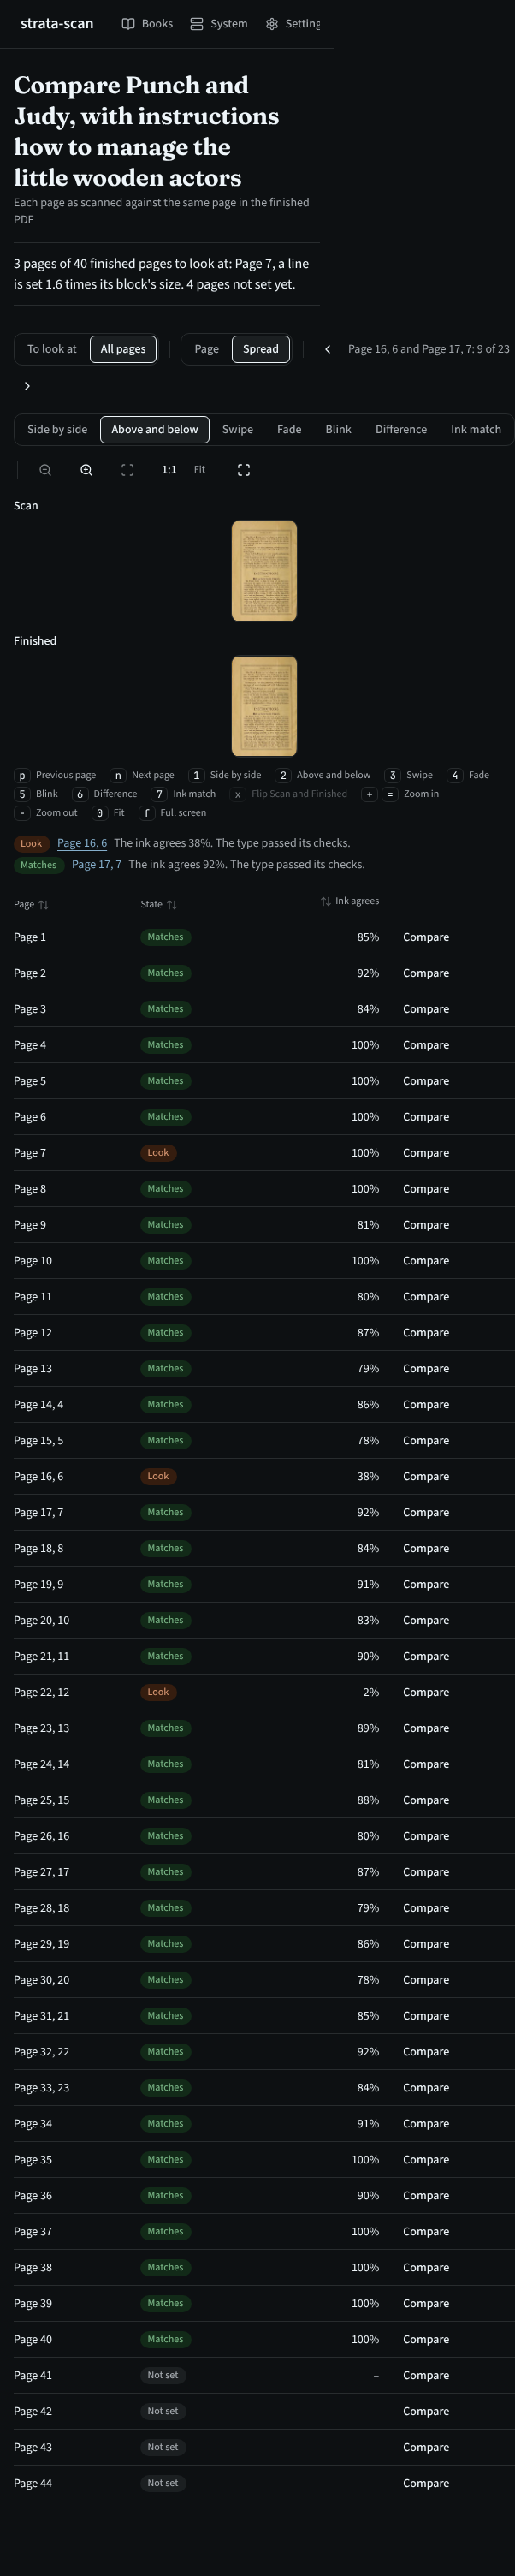 strata-scan Books System Setting
Compare Punch and
Judy, with instructions
how to manage the
little wooden actors
Each page as scanned against the same page in the finished
PDF
3 pages of 40 finished pages to look at: Page 7, a line
is set 1.6 times its block's size. 4 pages not set yet.
To look at All pages Page Spread Page 16, 6 and Page 17, 7: 9 of 23
Side by side Above and below Swipe Fade Blink Difference Ink match
1:1 Fit
Scan
Finished
p Previous page n Next page 1 Side by side 2 Above and below 3 Swipe 4 Fade
5 Blink 6 Difference 7 Ink match x Flip Scan and Finished + = Zoom in
- Zoom out 0 Fit f Full screen
Look Page 16, 6 The ink agrees 38%. The type passed its checks.
Matches Page 17, 7 The ink agrees 92%. The type passed its checks.
Page State Ink agrees
Page 1 Matches 85% Compare
Page 2 Matches 92% Compare
Page 3 Matches 84% Compare
Page 4 Matches 100% Compare
Page 5 Matches 100% Compare
Page 6 Matches 100% Compare
Page 7 Look 100% Compare
Page 8 Matches 100% Compare
Page 9 Matches 81% Compare
Page 10 Matches 100% Compare
Page 11 Matches 80% Compare
Page 12 Matches 87% Compare
Page 13 Matches 79% Compare
Page 14, 4 Matches 86% Compare
Page 15, 5 Matches 78% Compare
Page 16, 6 Look 38% Compare
Page 17, 7 Matches 92% Compare
Page 18, 8 Matches 84% Compare
Page 19, 9 Matches 91% Compare
Page 20, 10 Matches 83% Compare
Page 21, 11 Matches 90% Compare
Page 22, 12 Look 2% Compare
Page 23, 13 Matches 89% Compare
Page 24, 14 Matches 81% Compare
Page 25, 15 Matches 88% Compare
Page 26, 16 Matches 80% Compare
Page 27, 17 Matches 87% Compare
Page 28, 18 Matches 79% Compare
Page 29, 19 Matches 86% Compare
Page 30, 20 Matches 78% Compare
Page 31, 21 Matches 85% Compare
Page 32, 22 Matches 92% Compare
Page 33, 23 Matches 84% Compare
Page 34 Matches 91% Compare
Page 35 Matches 100% Compare
Page 36 Matches 90% Compare
Page 37 Matches 100% Compare
Page 38 Matches 100% Compare
Page 39 Matches 100% Compare
Page 40 Matches 100% Compare
Page 41 Not set – Compare
Page 42 Not set – Compare
Page 43 Not set – Compare
Page 44 Not set – Compare